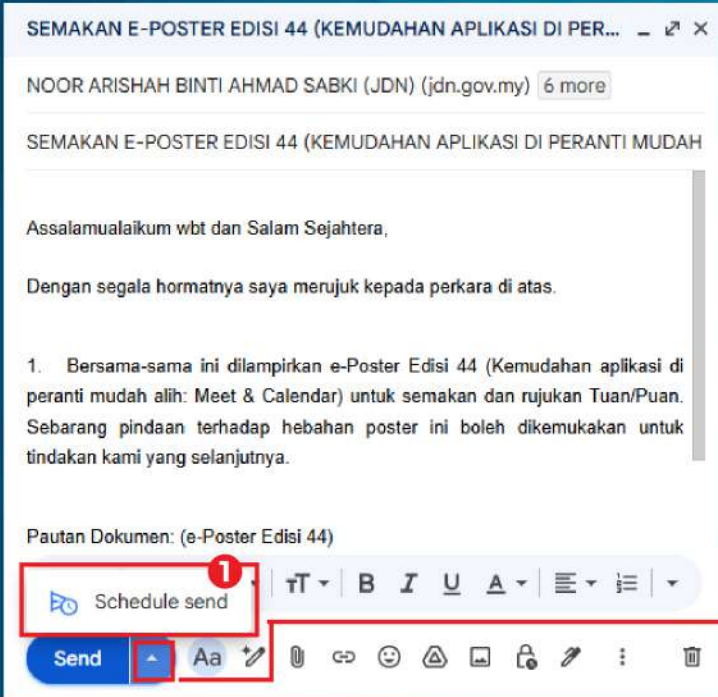 SEMAKAN E-POSTER EDISI 44 (KEMUDAHAN APLIKASI DI PER...
NOOR ARISHAH BINTI AHMAD SABKI (JDN) (jdn.gov.my) 6 more
SEMAKAN E-POSTER EDISI 44 (KEMUDAHAN APLIKASI DI PERANTI MUDAH
Assalamualaikum wbt dan Salam Sejahtera,
Dengan segala hormatnya saya merujuk kepada perkara di atas.
1. Bersama-sama ini dilampirkan e-Poster Edisi 44 (Kemudahan aplikasi di
peranti mudah alih: Meet & Calendar) untuk semakan dan rujukan Tuan/Puan.
Sebarang pindaan terhadap hebahan poster ini boleh dikemukakan untuk
tindakan kami yang selanjutnya.
Pautan Dokumen: (e-Poster Edisi 44)
1
Schedule send
TT B I U A
Send Aa